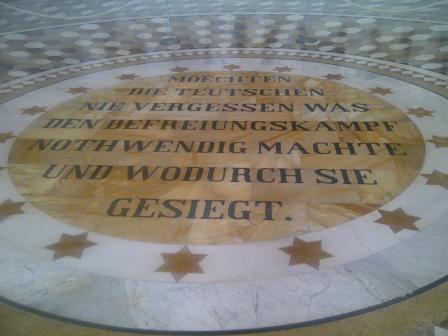 MOECHTEN
DIE TEUTSCHEN
NIE VERGESSEN WAS
DEN BEFREIUNGSKAMPF
NOTHWENDIG MACHTE
UND WODURCH SIE
GESIEGT.